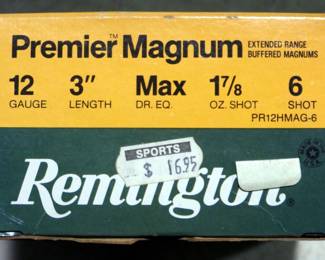 Premier™ Magnum EXTENDED RANGE
BUFFERED MAGNUMS
12 3" Max 1⅞ 6
GAUGE LENGTH DR. EQ. OZ. SHOT SHOT
PR12HMAG-6
SPORTS
$ 16.95
Remington